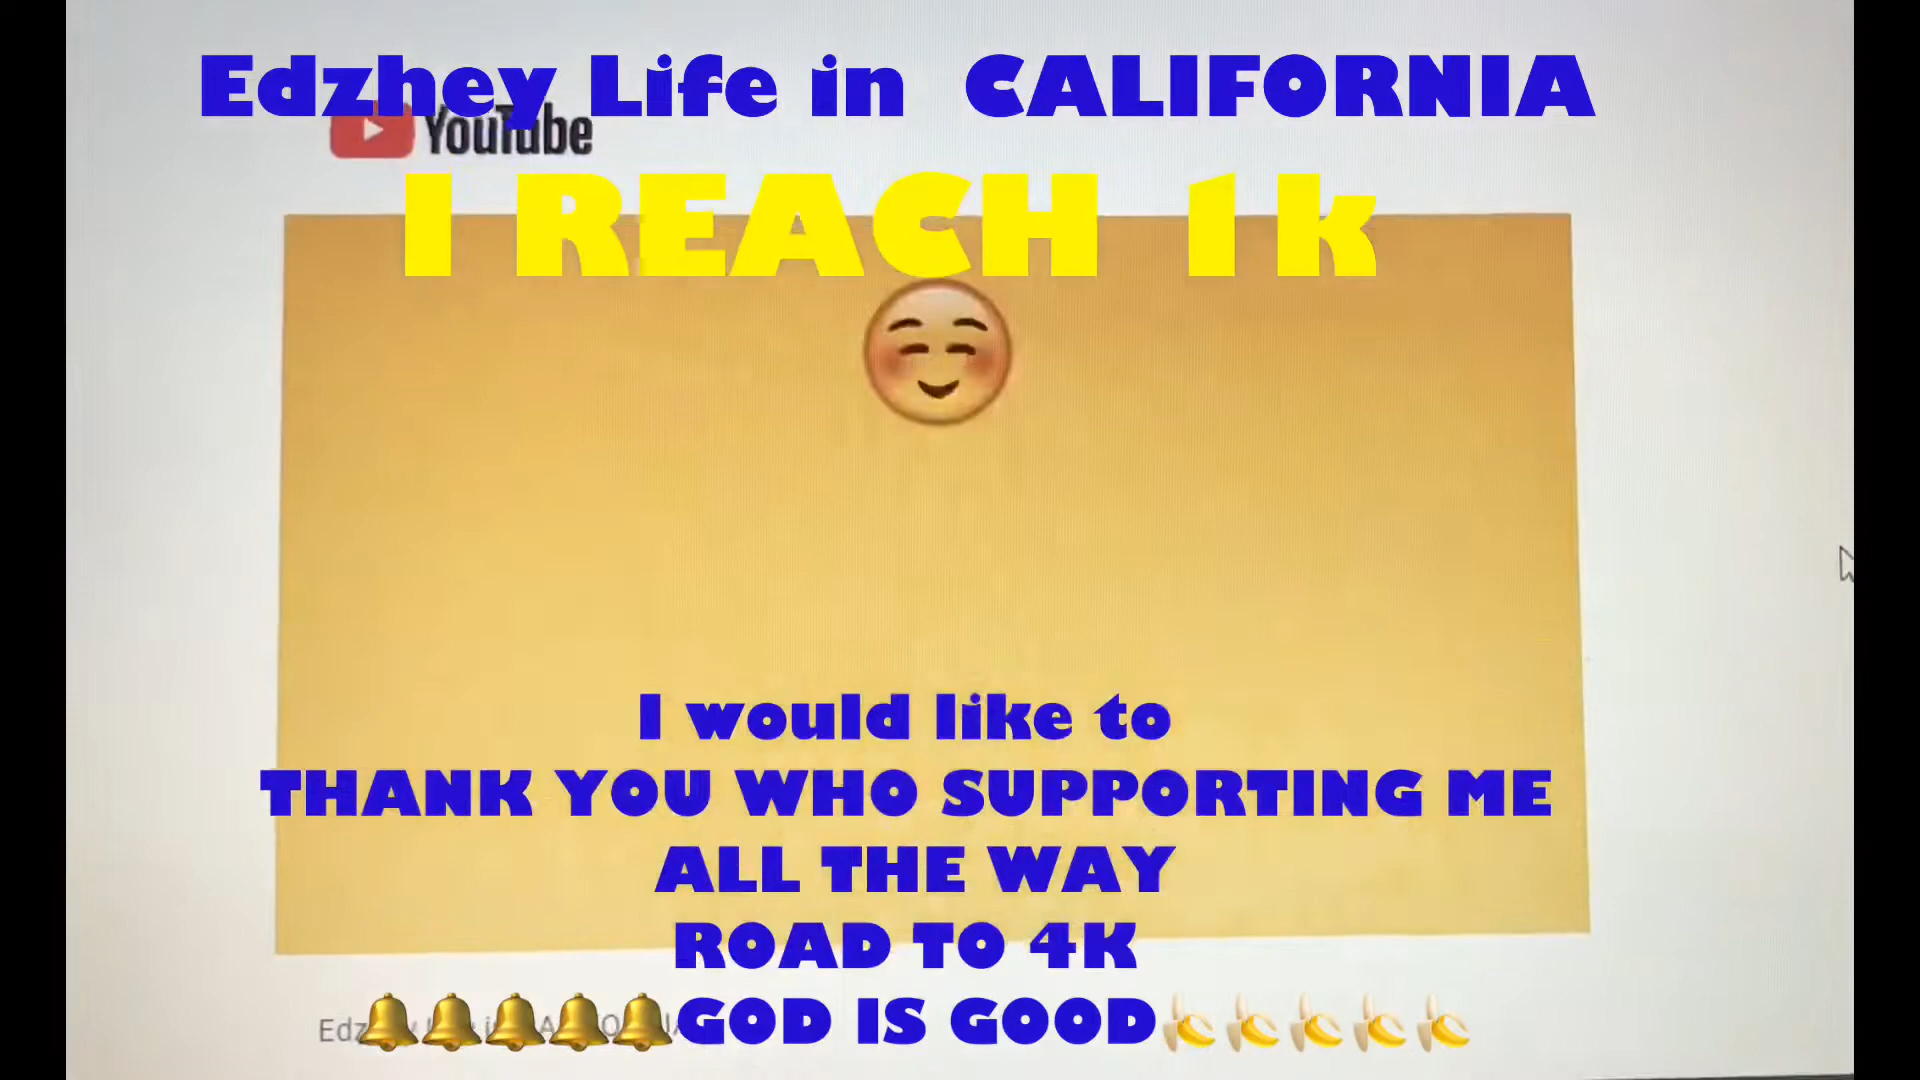 Edzhey Life in CALIFORNIA
YouTube
I REACH 1k
I would like to
THANK YOU WHO SUPPORTING ME
ALL THE WAY
ROAD TO 4K
GOD IS GOOD